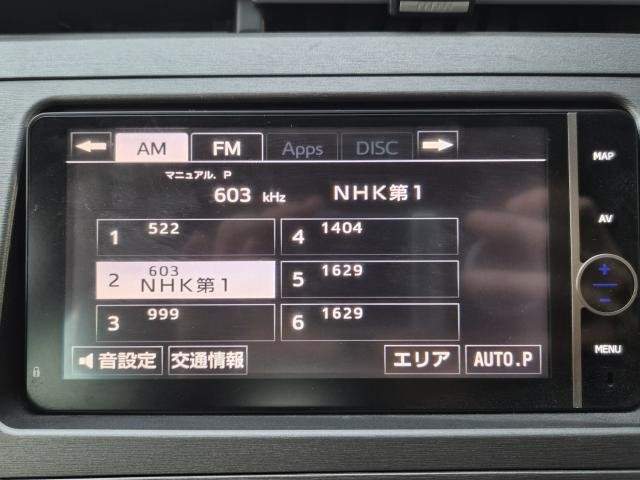 AM FM Apps DISC
マニュアル. P
603 kHz NHK第1
1 522
4 1404
2 603 NHK第1
5 1629
3 999
6 1629
音設定 交通情報 エリア AUTO.P
MAP
AV
+
-
MENU